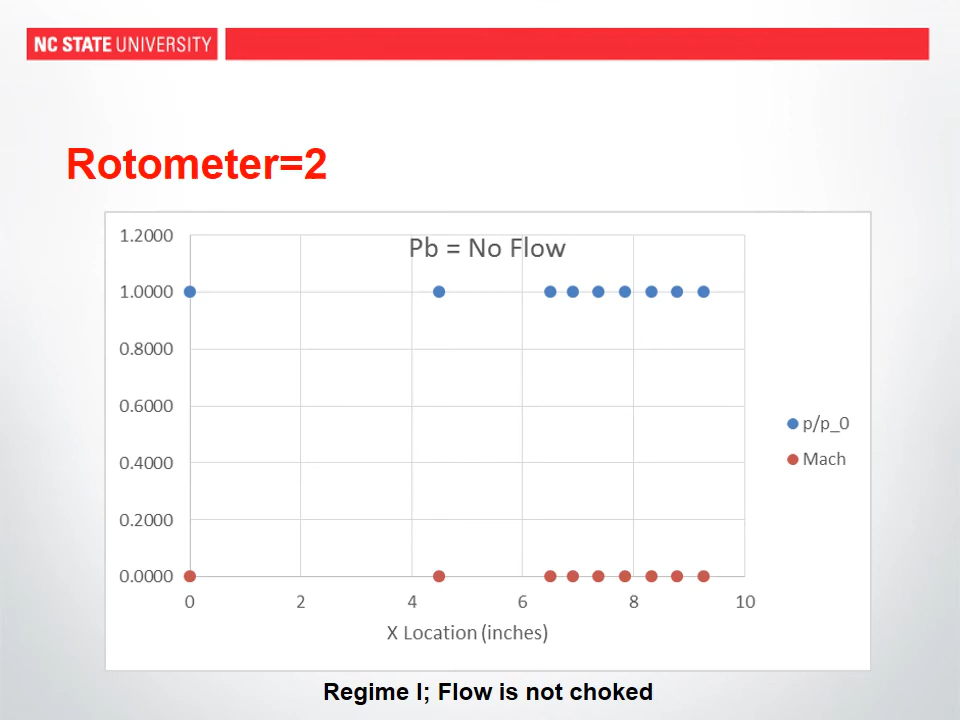 NC STATE UNIVERSITY
Rotometer=2
Pb = No Flow
1.2000
1.0000
0.8000
0.6000
0.4000
0.2000
0.0000
0 2 4 6 8 10
X Location (inches)
p/p_0
Mach
Regime I; Flow is not choked